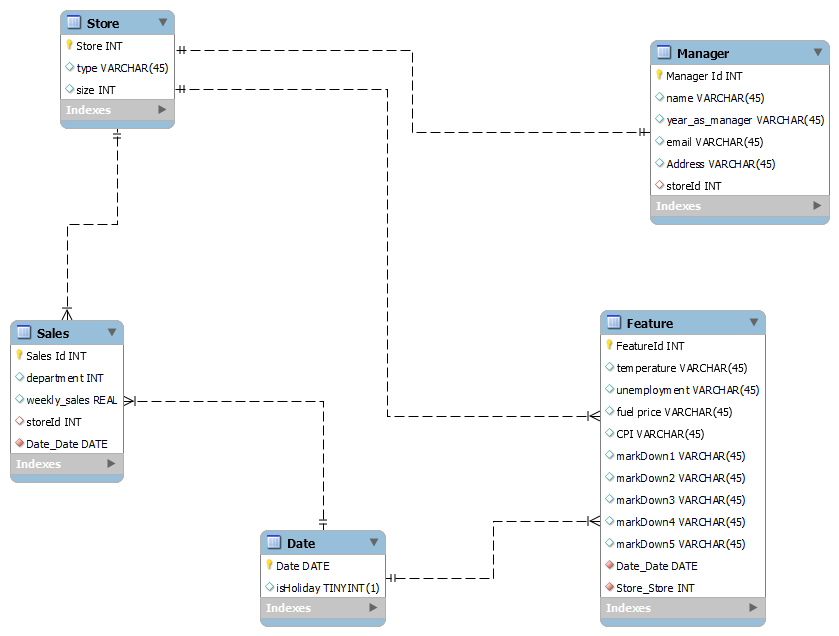 Store
Store INT
type VARCHAR(45)
size INT
Indexes
Manager
Manager Id INT
name VARCHAR(45)
year_as_manager VARCHAR(45)
email VARCHAR(45)
Address VARCHAR(45)
storeId INT
Indexes
Sales
Sales Id INT
department INT
weekly_sales REAL
storeId INT
Date_Date DATE
Indexes
Feature
FeatureId INT
temperature VARCHAR(45)
unemployment VARCHAR(45)
fuel price VARCHAR(45)
CPI VARCHAR(45)
markDown1 VARCHAR(45)
markDown2 VARCHAR(45)
markDown3 VARCHAR(45)
markDown4 VARCHAR(45)
markDown5 VARCHAR(45)
Date_Date DATE
Store_Store INT
Indexes
Date
Date DATE
isHoliday TINYINT(1)
Indexes